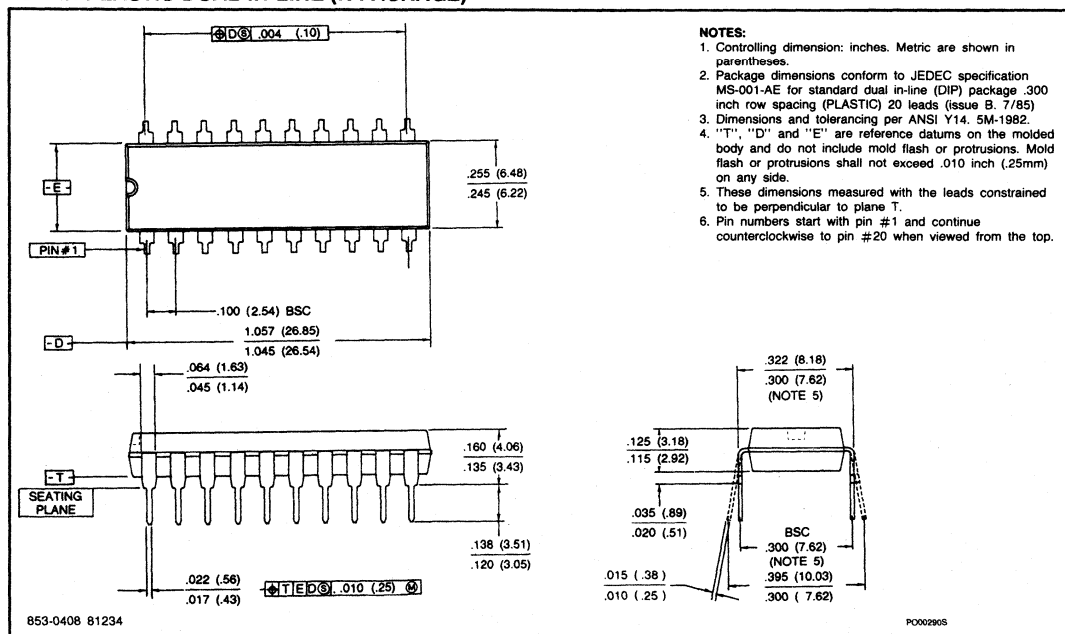 ⌖ D Ⓢ .004 (.10)
NOTES:
1. Controlling dimension: inches. Metric are shown in
parentheses.
2. Package dimensions conform to JEDEC specification
MS-001-AE for standard dual in-line (DIP) package .300
inch row spacing (PLASTIC) 20 leads (issue B. 7/85)
3. Dimensions and tolerancing per ANSI Y14. 5M-1982.
4. "T", "D" and "E" are reference datums on the molded
body and do not include mold flash or protrusions. Mold
flash or protrusions shall not exceed .010 inch (.25mm)
on any side.
5. These dimensions measured with the leads constrained
to be perpendicular to plane T.
6. Pin numbers start with pin #1 and continue
counterclockwise to pin #20 when viewed from the top.
-E-
.255 (6.48)
.245 (6.22)
PIN #1
.100 (2.54) BSC
-D
1.057 (26.85)
1.045 (26.54)
.064 (1.63)
.045 (1.14)
.160 (4.06)
.135 (3.43)
-T
SEATING
PLANE
.138 (3.51)
.120 (3.05)
.022 (.56)
.017 (.43)
⌖ T E D Ⓢ .010 (.25) Ⓜ
.322 (8.18)
.300 (7.62)
(NOTE 5)
.125 (3.18)
.115 (2.92)
.035 (.89)
.020 (.51)
BSC
.300 (7.62)
(NOTE 5)
.015 (.38)
.010 (.25)
.395 (10.03)
.300 (7.62)
853-0408 81234
PO00290S